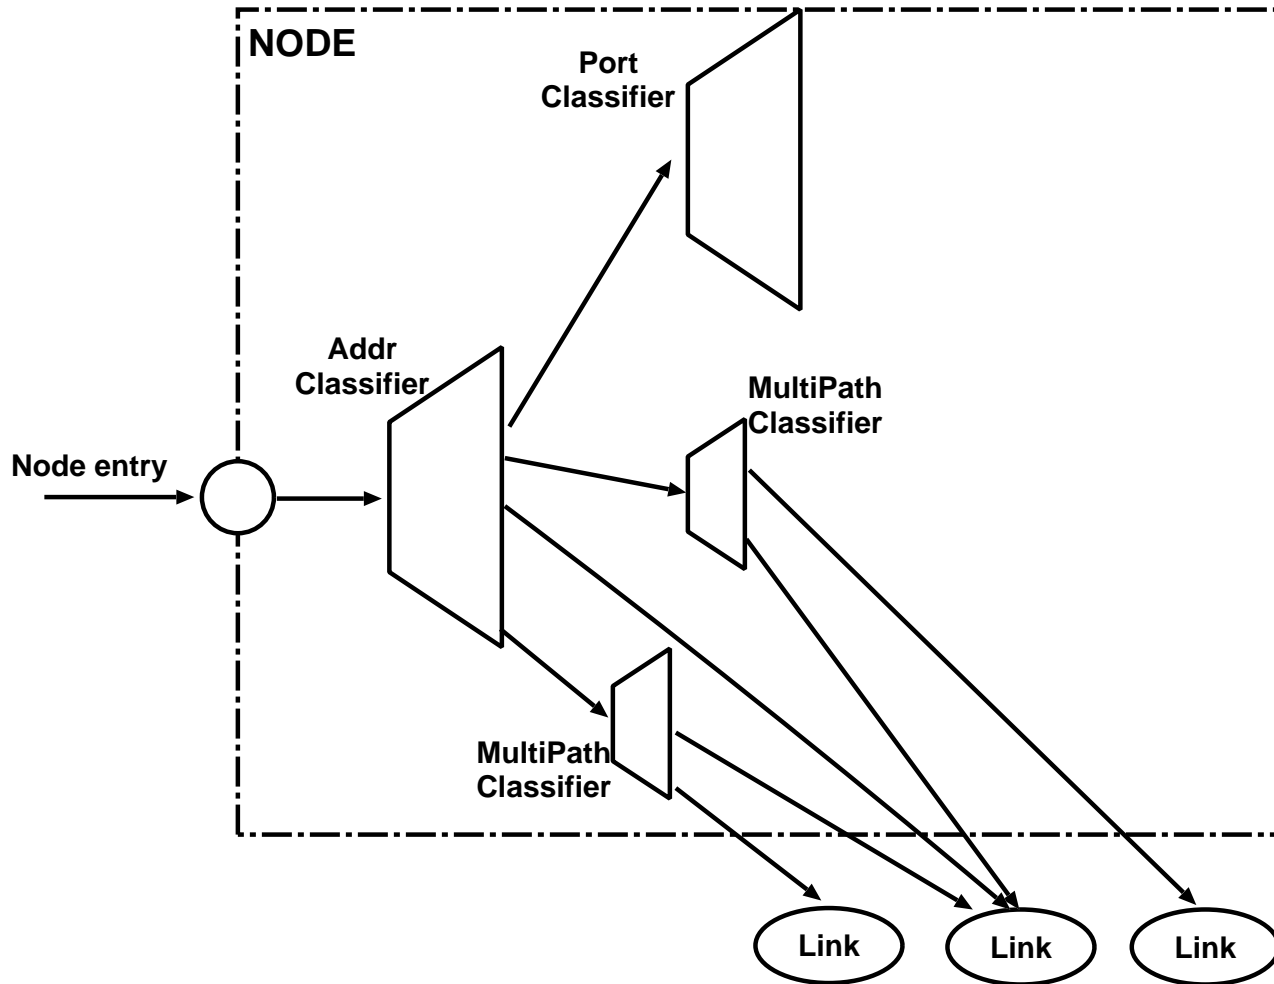 NODE
Port
Classifier
Addr
Classifier
MultiPath
Classifier
Node entry
MultiPath
Classifier
Link
Link
Link